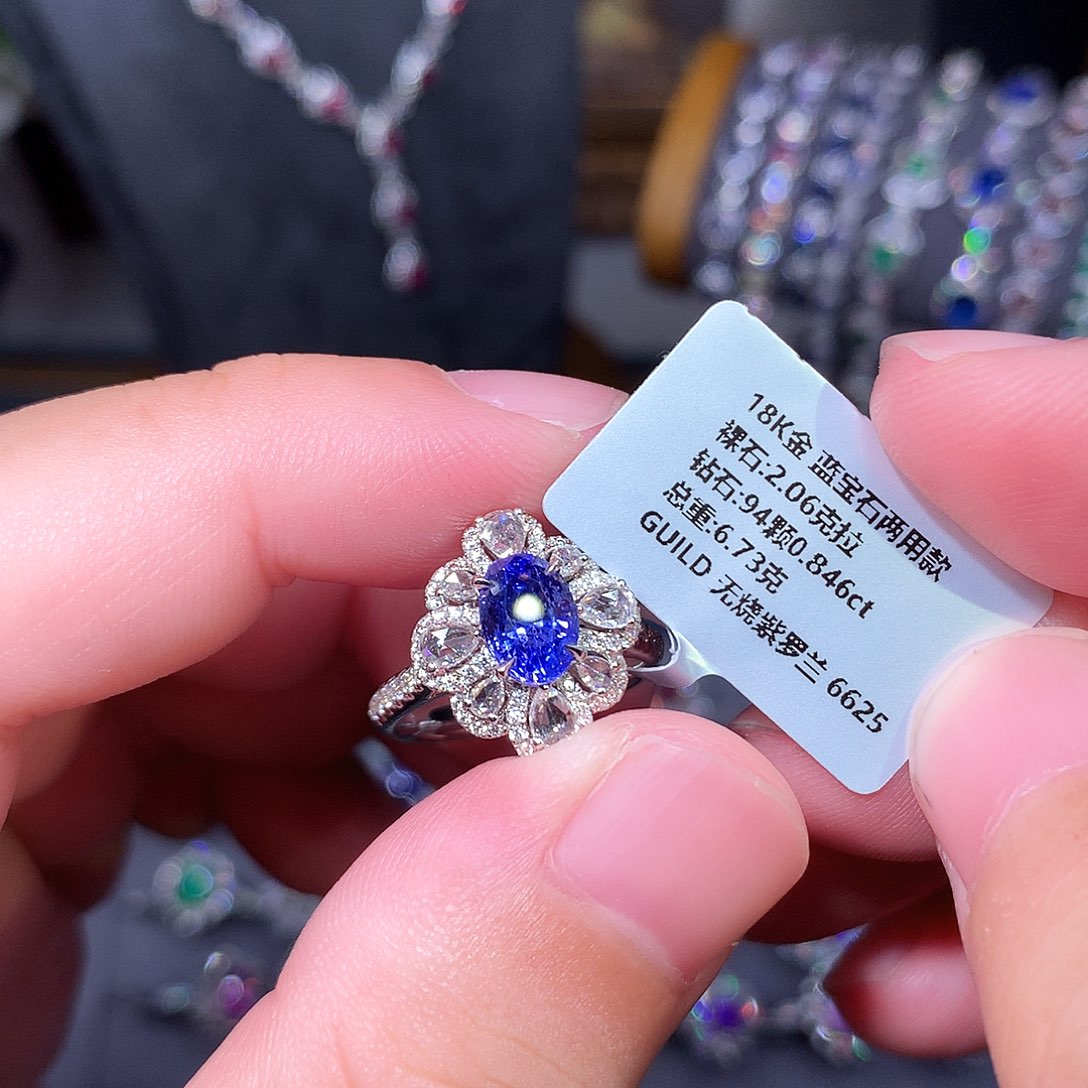 18K金 蓝宝石两用款
裸石:2.06克拉
钻石:94颗0.846ct
总重:6.73克
GUILD 无烧紫罗兰 6625